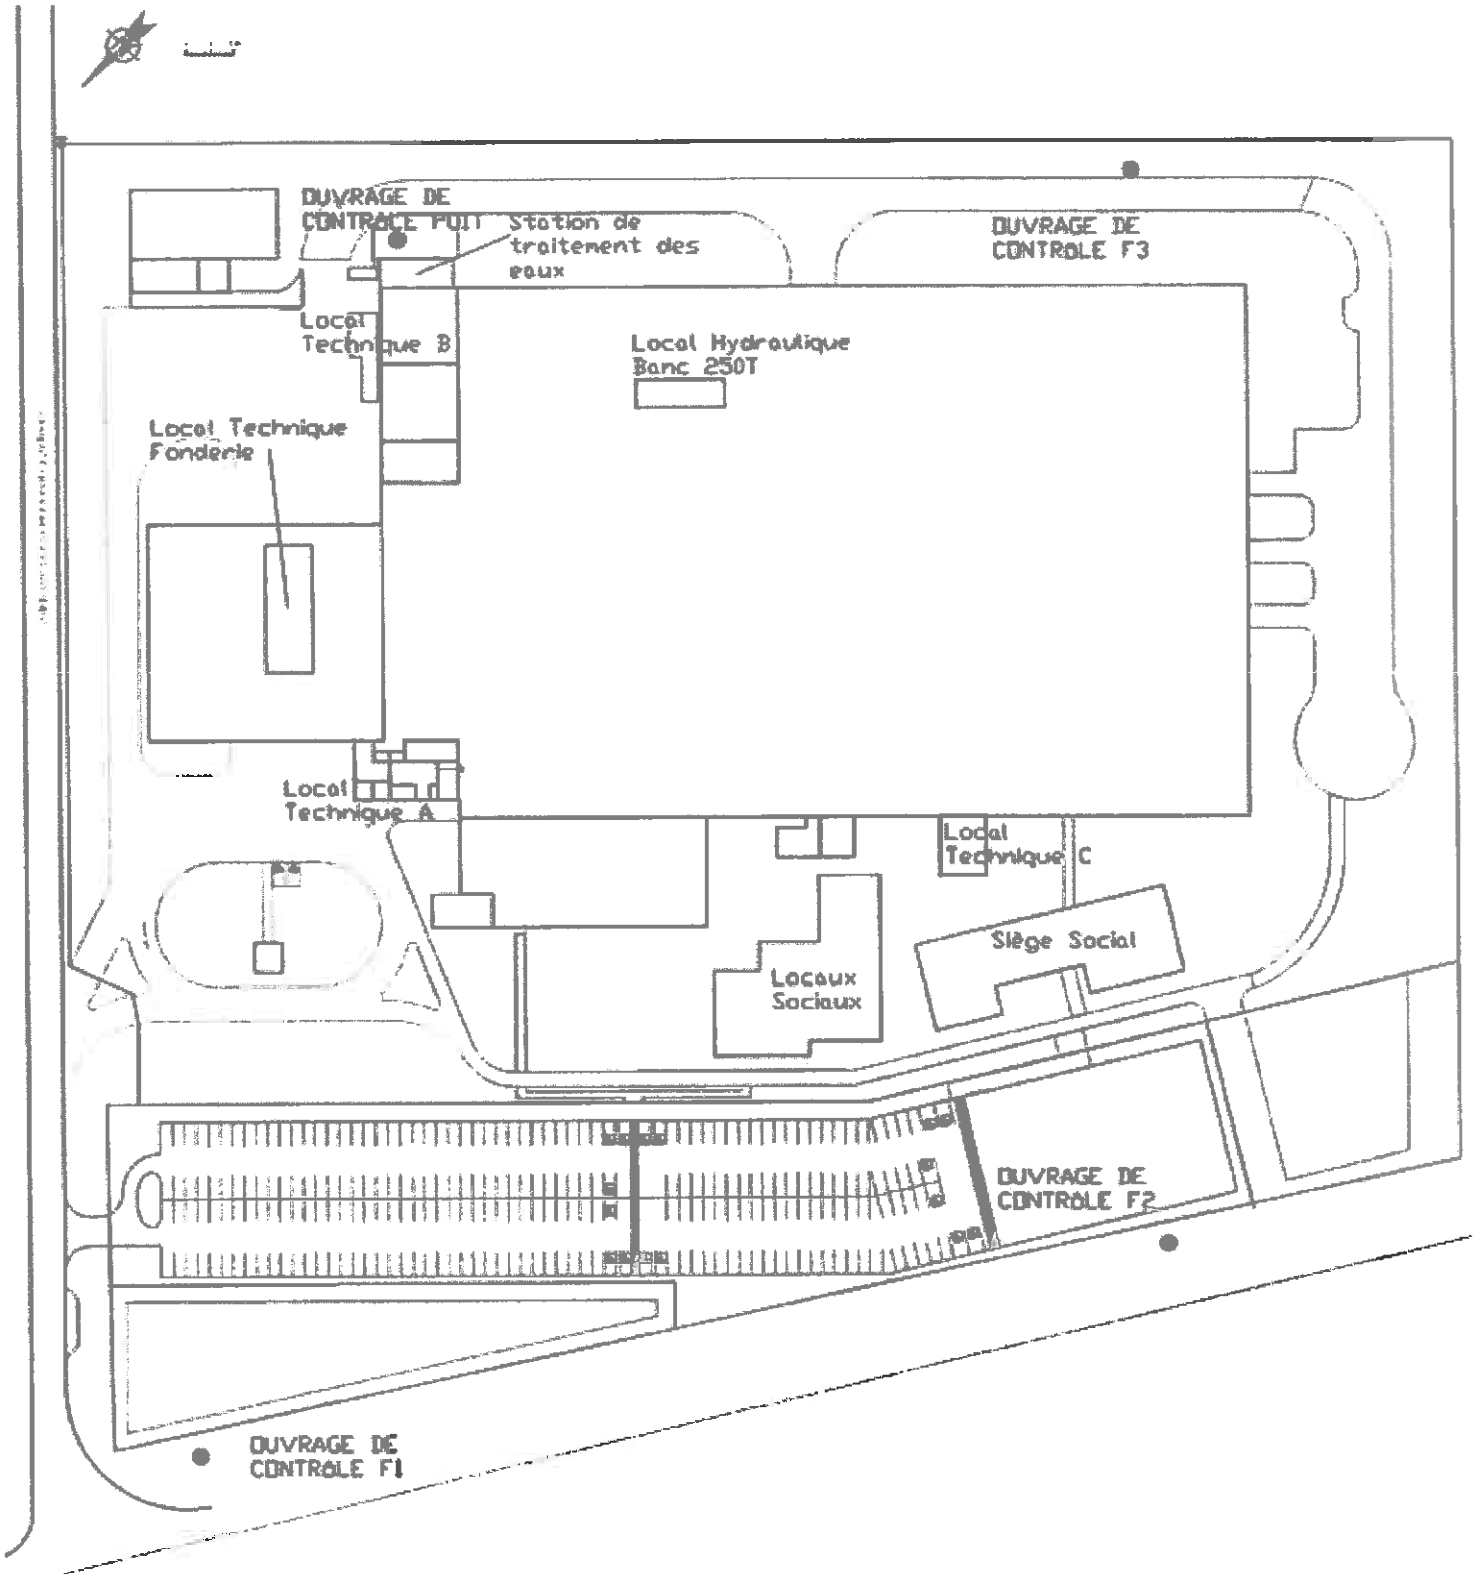 OUVRAGE DE
CONTROLE PUIT
Station de
traitement des
eaux
OUVRAGE DE
CONTROLE F3
Local
Technique B
Local Hydraulique
Banc 250T
Local Technique
Fonderie
Local
Technique A
Local
Technique C
Siège Social
Locaux
Sociaux
OUVRAGE DE
CONTROLE F2
OUVRAGE DE
CONTROLE F1